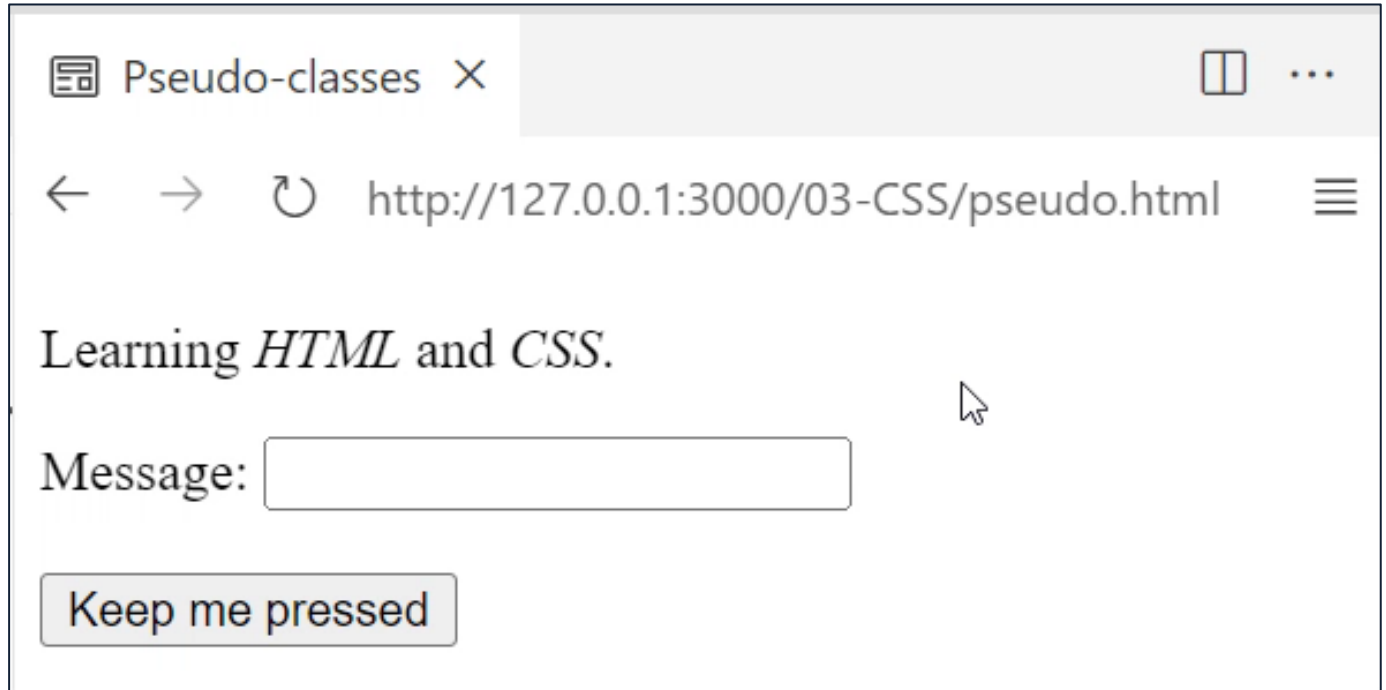 Pseudo-classes
http://127.0.0.1:3000/03-CSS/pseudo.html
Learning HTML and CSS.
Message:
Keep me pressed